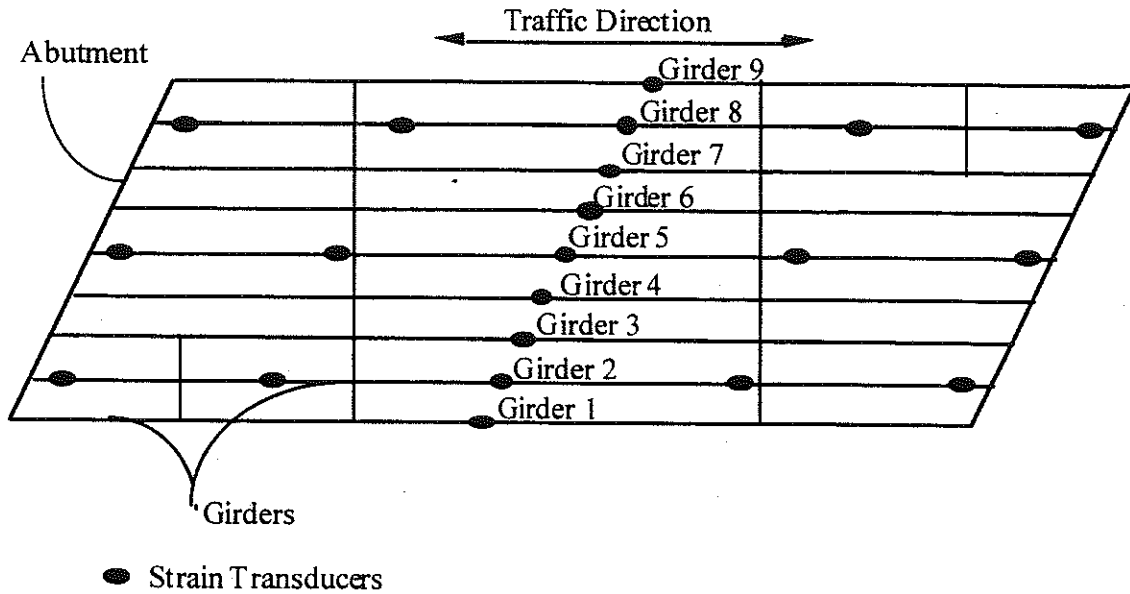 Traffic Direction
Abutment
Girder 9
Girder 8
Girder 7
Girder 6
Girder 5
Girder 4
Girder 3
Girder 2
Girder 1
Girders
Strain Transducers